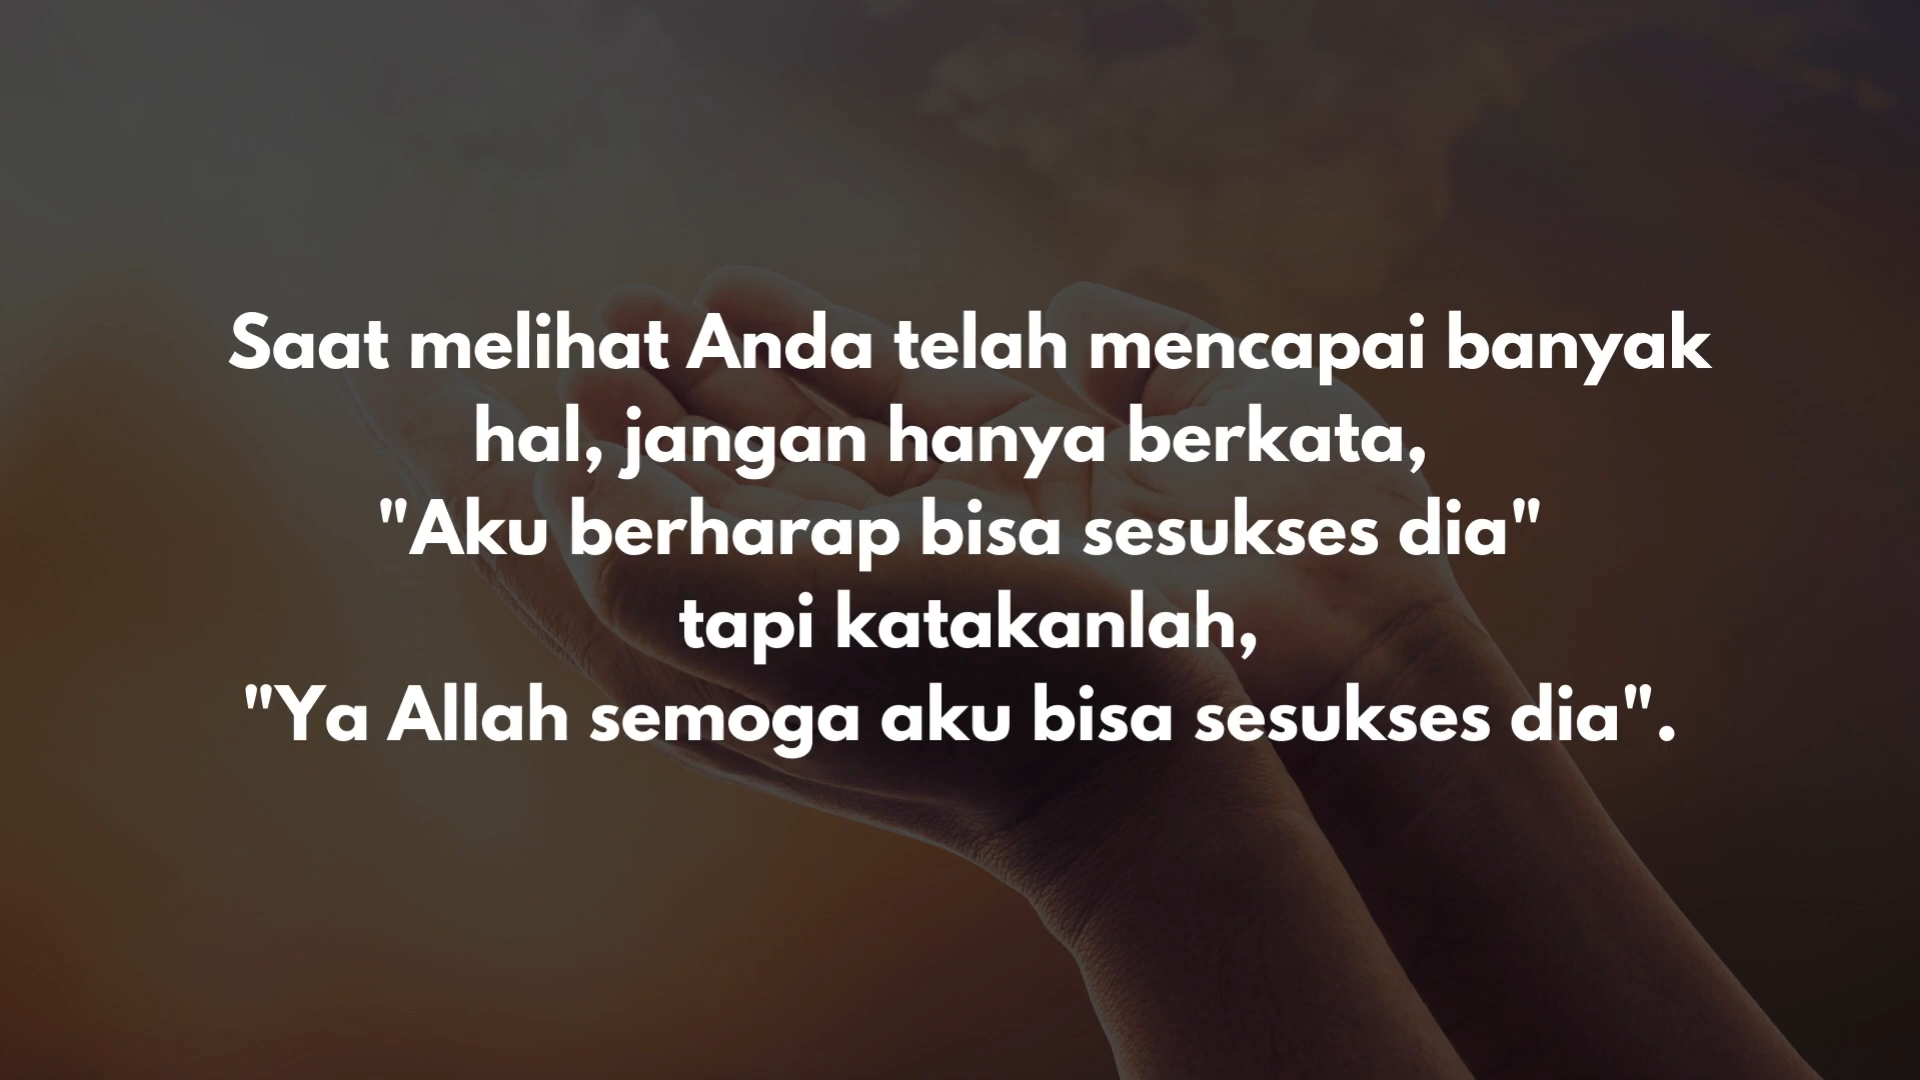 Saat melihat Anda telah mencapai banyak
hal, jangan hanya berkata,
"Aku berharap bisa sesukses dia"
tapi katakanlah,
"Ya Allah semoga aku bisa sesukses dia".